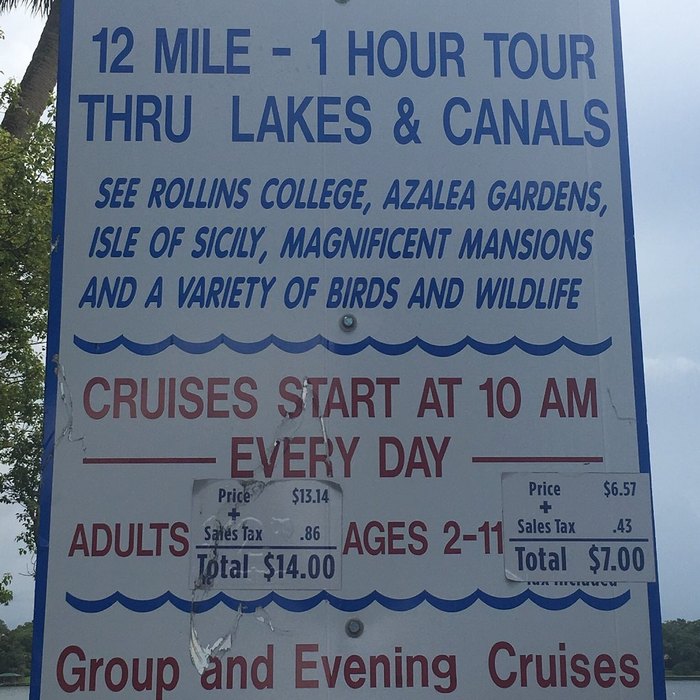 12 MILE - 1 HOUR TOUR
THRU LAKES & CANALS
SEE ROLLINS COLLEGE, AZALEA GARDENS,
ISLE OF SICILY, MAGNIFICENT MANSIONS
AND A VARIETY OF BIRDS AND WILDLIFE
CRUISES START AT 10 AM
EVERY DAY
ADULTS
Price $13.14
+
Sales Tax .86
Total $14.00
AGES 2-11
Price $6.57
+
Sales Tax .43
Total $7.00
Tax Included
Group and Evening Cruises